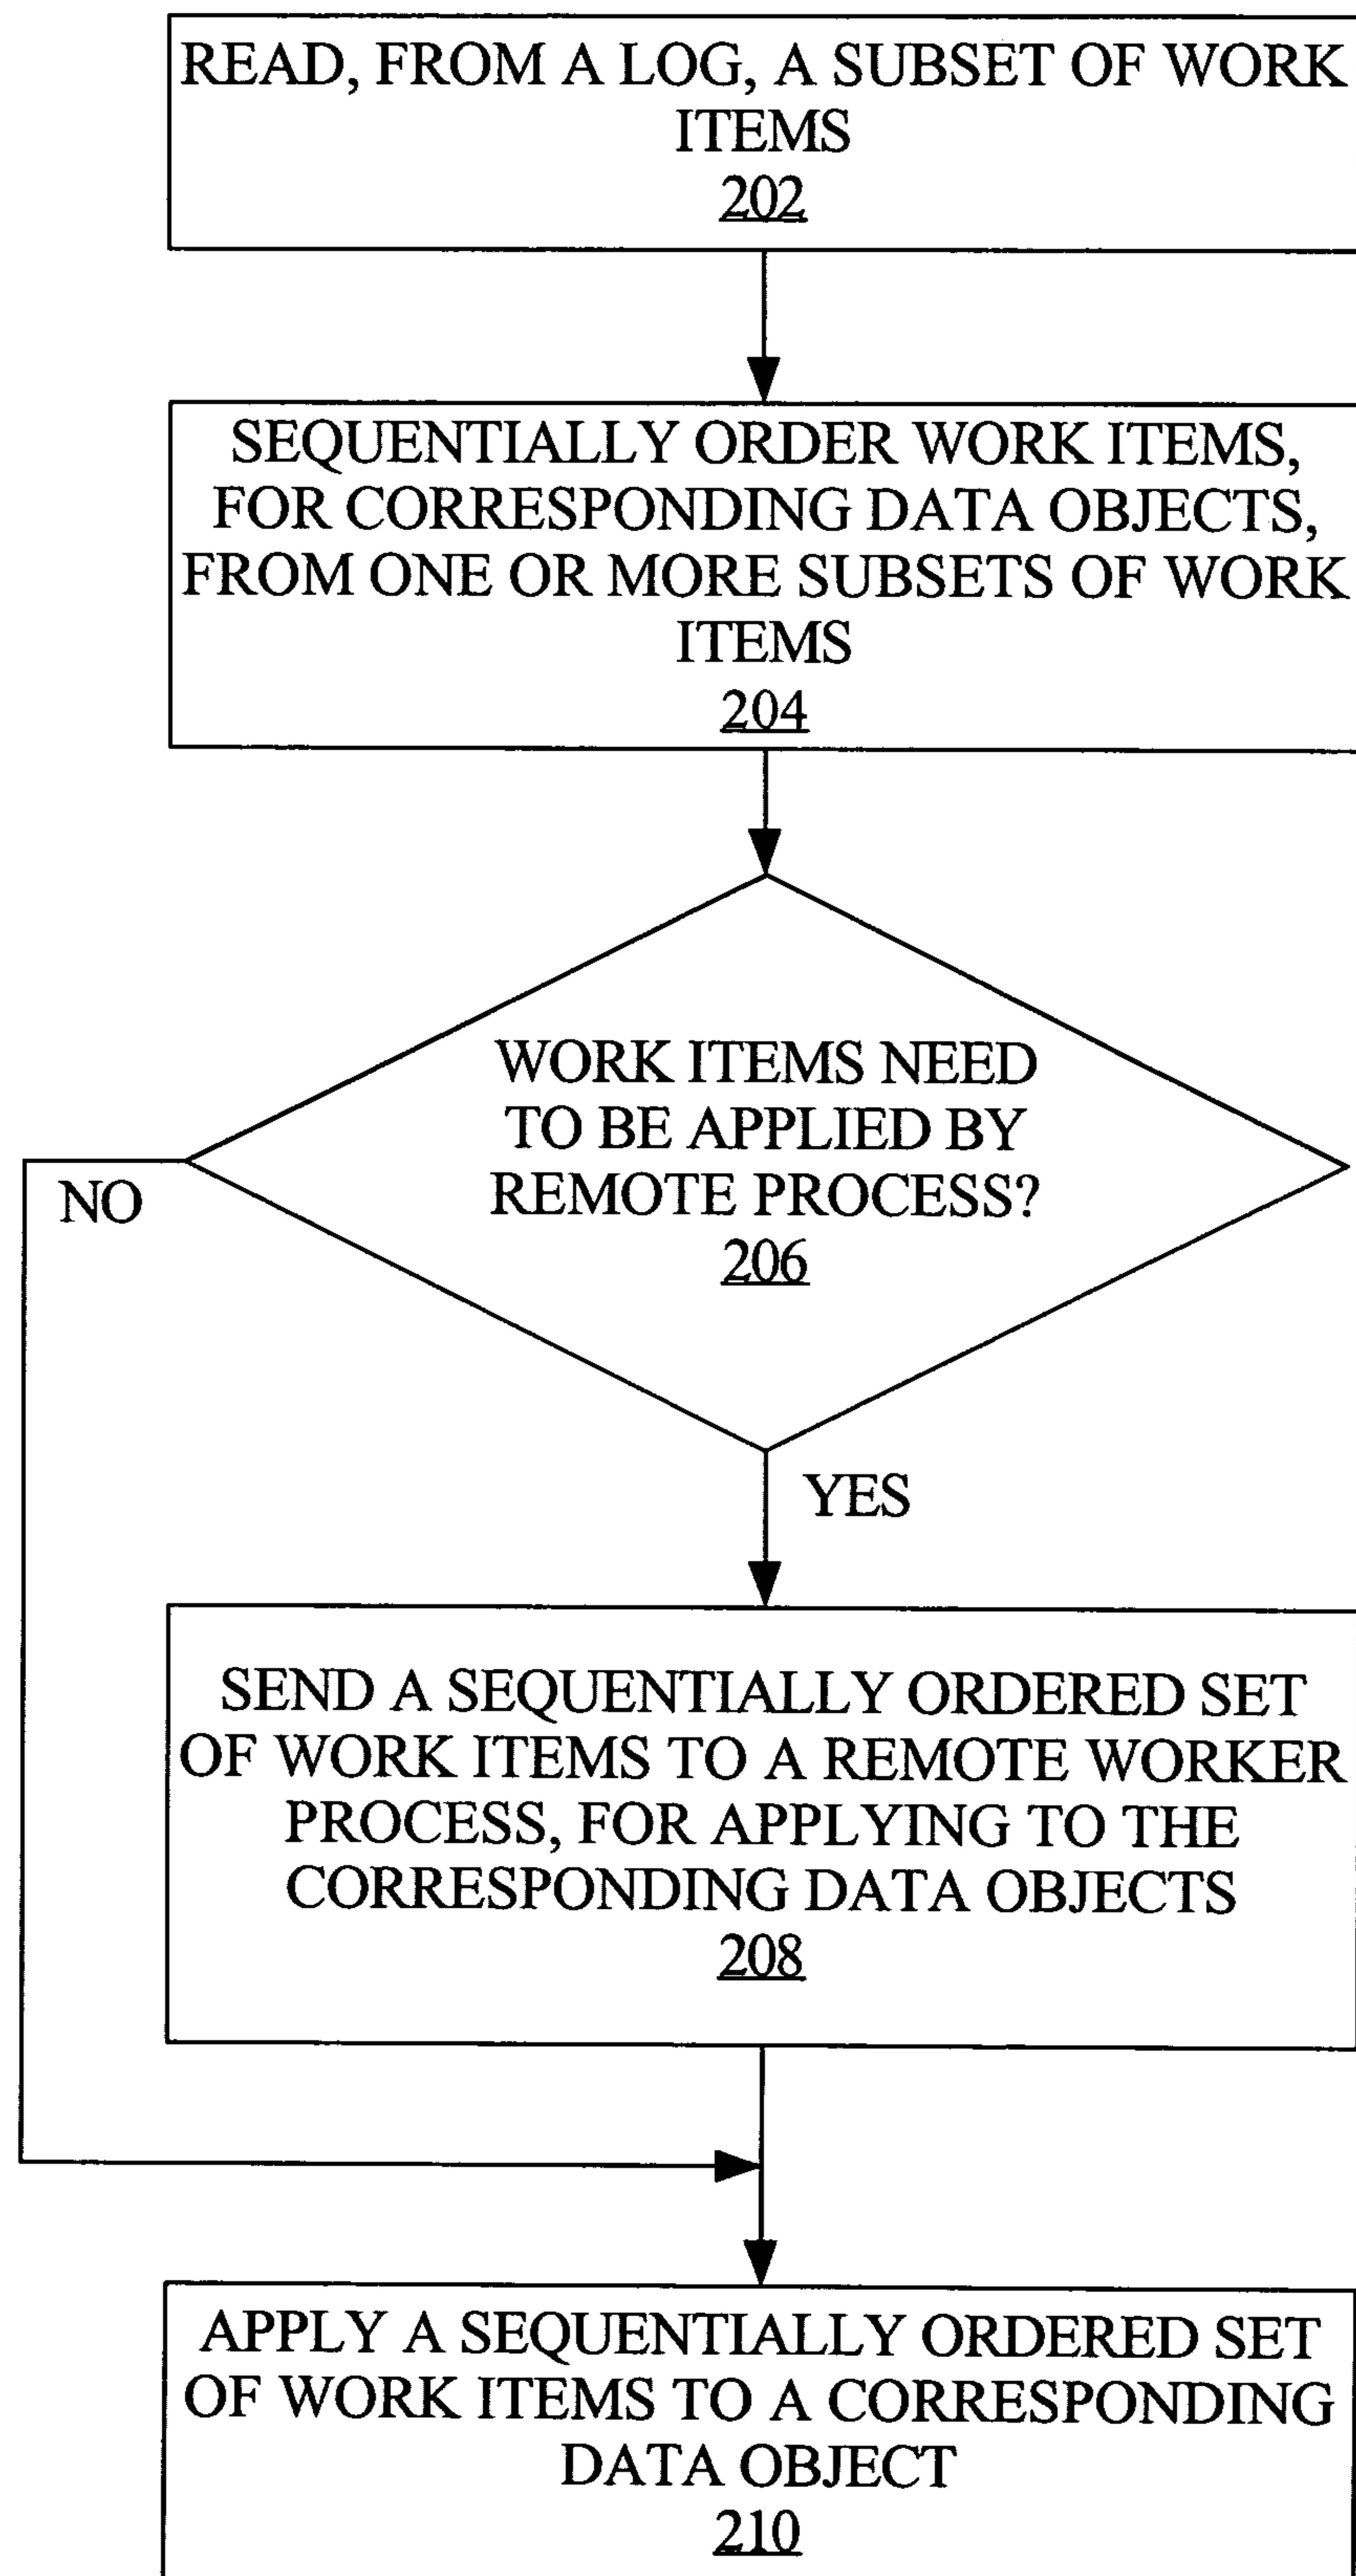 READ, FROM A LOG, A SUBSET OF WORK
ITEMS
202
SEQUENTIALLY ORDER WORK ITEMS,
FOR CORRESPONDING DATA OBJECTS,
FROM ONE OR MORE SUBSETS OF WORK
ITEMS
204
WORK ITEMS NEED
TO BE APPLIED BY
REMOTE PROCESS?
206
NO
YES
SEND A SEQUENTIALLY ORDERED SET
OF WORK ITEMS TO A REMOTE WORKER
PROCESS, FOR APPLYING TO THE
CORRESPONDING DATA OBJECTS
208
APPLY A SEQUENTIALLY ORDERED SET
OF WORK ITEMS TO A CORRESPONDING
DATA OBJECT
210